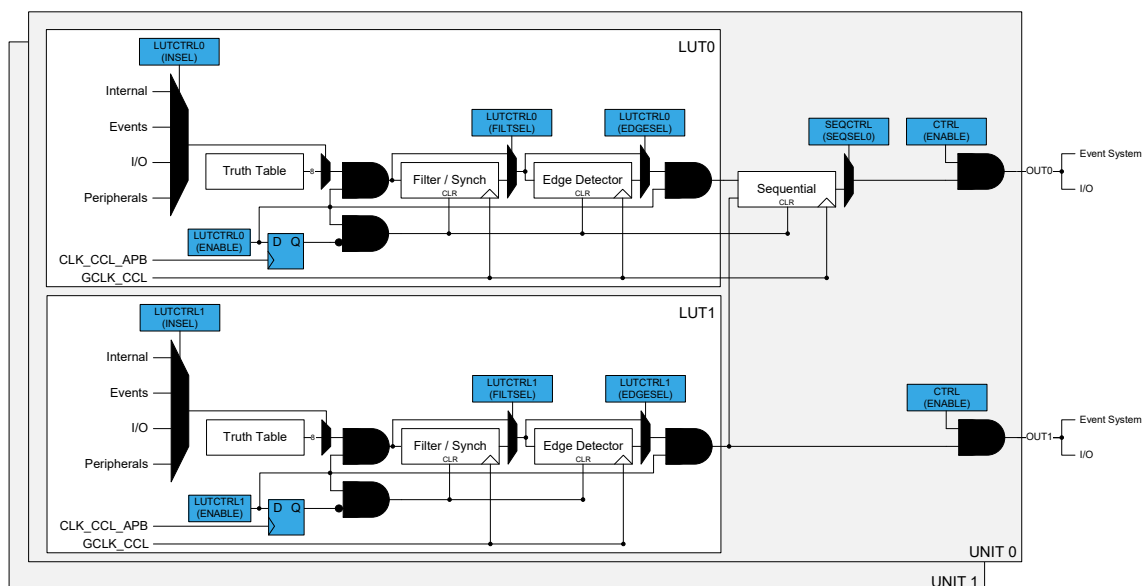 LUT0
LUTCTRL0
(INSEL)
Internal
Events
I/O
Peripherals
Truth Table
8
LUTCTRL0
(FILTSEL)
Filter / Synch
CLR
LUTCTRL0
(EDGESEL)
Edge Detector
CLR
SEQCTRL
(SEQSEL0)
Sequential
CLR
CTRL
(ENABLE)
OUT0
Event System
I/O
LUTCTRL0
(ENABLE)
D Q
CLK_CCL_APB
GCLK_CCL
LUT1
LUTCTRL1
(INSEL)
Internal
Events
I/O
Peripherals
Truth Table
8
LUTCTRL1
(FILTSEL)
Filter / Synch
CLR
LUTCTRL1
(EDGESEL)
Edge Detector
CLR
CTRL
(ENABLE)
OUT1
Event System
I/O
LUTCTRL1
(ENABLE)
D Q
CLK_CCL_APB
GCLK_CCL
UNIT 0
UNIT 1